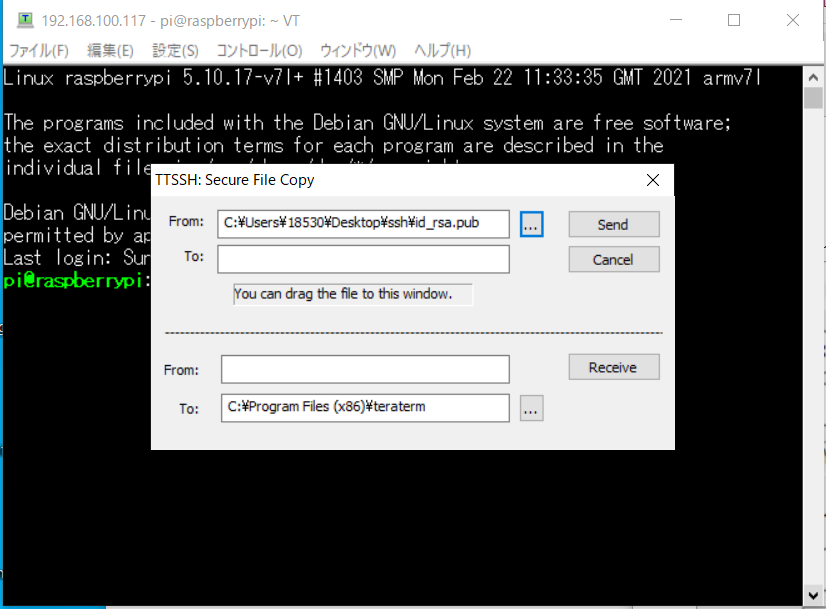 192.168.100.117 - pi@raspberrypi: ~ VT
ファイル(F) 編集(E) 設定(S) コントロール(O) ウィンドウ(W) ヘルプ(H)
Linux raspberrypi 5.10.17-v7l+ #1403 SMP Mon Feb 22 11:33:35 GMT 2021 armv7l
The programs included with the Debian GNU/Linux system are free software;
the exact distribution terms for each program are described in the
individual file
Debian GNU/Linu
permitted by ap
Last login: Sun
pi@raspberrypi:
TTSSH: Secure File Copy
From: C:¥Users¥18530¥Desktop¥ssh¥id_rsa.pub ... Send
To: Cancel
You can drag the file to this window.
From: Receive
To: C:¥Program Files (x86)¥teraterm ...